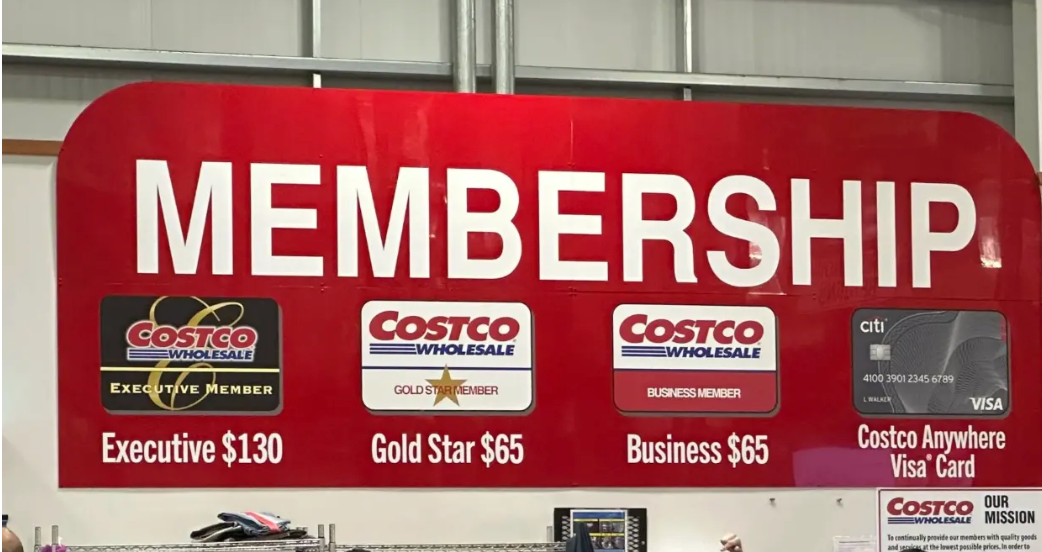 MEMBERSHIP
COSTCO
WHOLESALE
EXECUTIVE MEMBER
Executive $130
COSTCO
WHOLESALE
GOLD STAR MEMBER
Gold Star $65
COSTCO
WHOLESALE
BUSINESS MEMBER
Business $65
citi
4100 3901 2345 6789
L WALKER
VISA
Costco Anywhere
Visa® Card
COSTCO
WHOLESALE
OUR
MISSION
To continually provide our members with quality goods
and services at the lowest possible prices. In order to